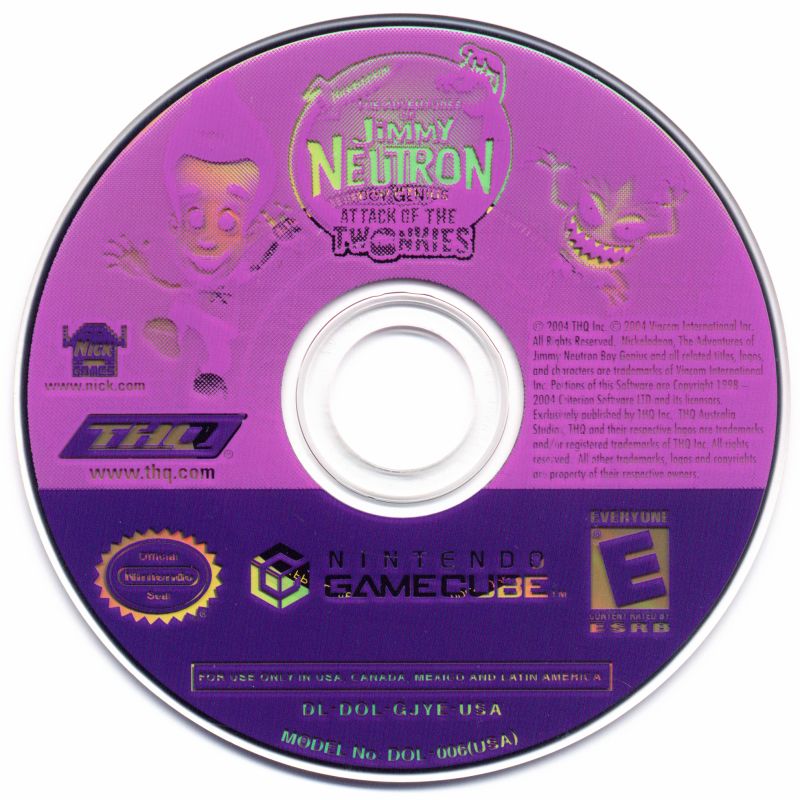 THE ADVENTURES
OF
JIMMY
NEUTRON
BOY GENIUS
ATTACK OF THE
TWONKIES
© 2004 THQ Inc. © 2004 Viacom International Inc.
All Rights Reserved. Nickelodeon, The Adventures of
Jimmy Neutron Boy Genius and all related titles, logos,
and characters are trademarks of Viacom International
Inc. Portions of this Software are Copyright 1998 –
2004 Criterion Software LTD and its licensors.
Exclusively published by THQ Inc. THQ Australia
Studios, THQ and their respective logos are trademarks
and/or registered trademarks of THQ Inc. All rights
reserved. All other trademarks, logos and copyrights
are property of their respective owners.
NICK
GAMES
www.nick.com
THQ®
www.thq.com
Official
Nintendo
Seal
®
NINTENDO
GAMECUBE™
EVERYONE
E
®
CONTENT RATED BY
ESRB
FOR USE ONLY IN USA, CANADA, MEXICO AND LATIN AMERICA
DL-DOL-GJYE-USA
MODEL No. DOL-006(USA)